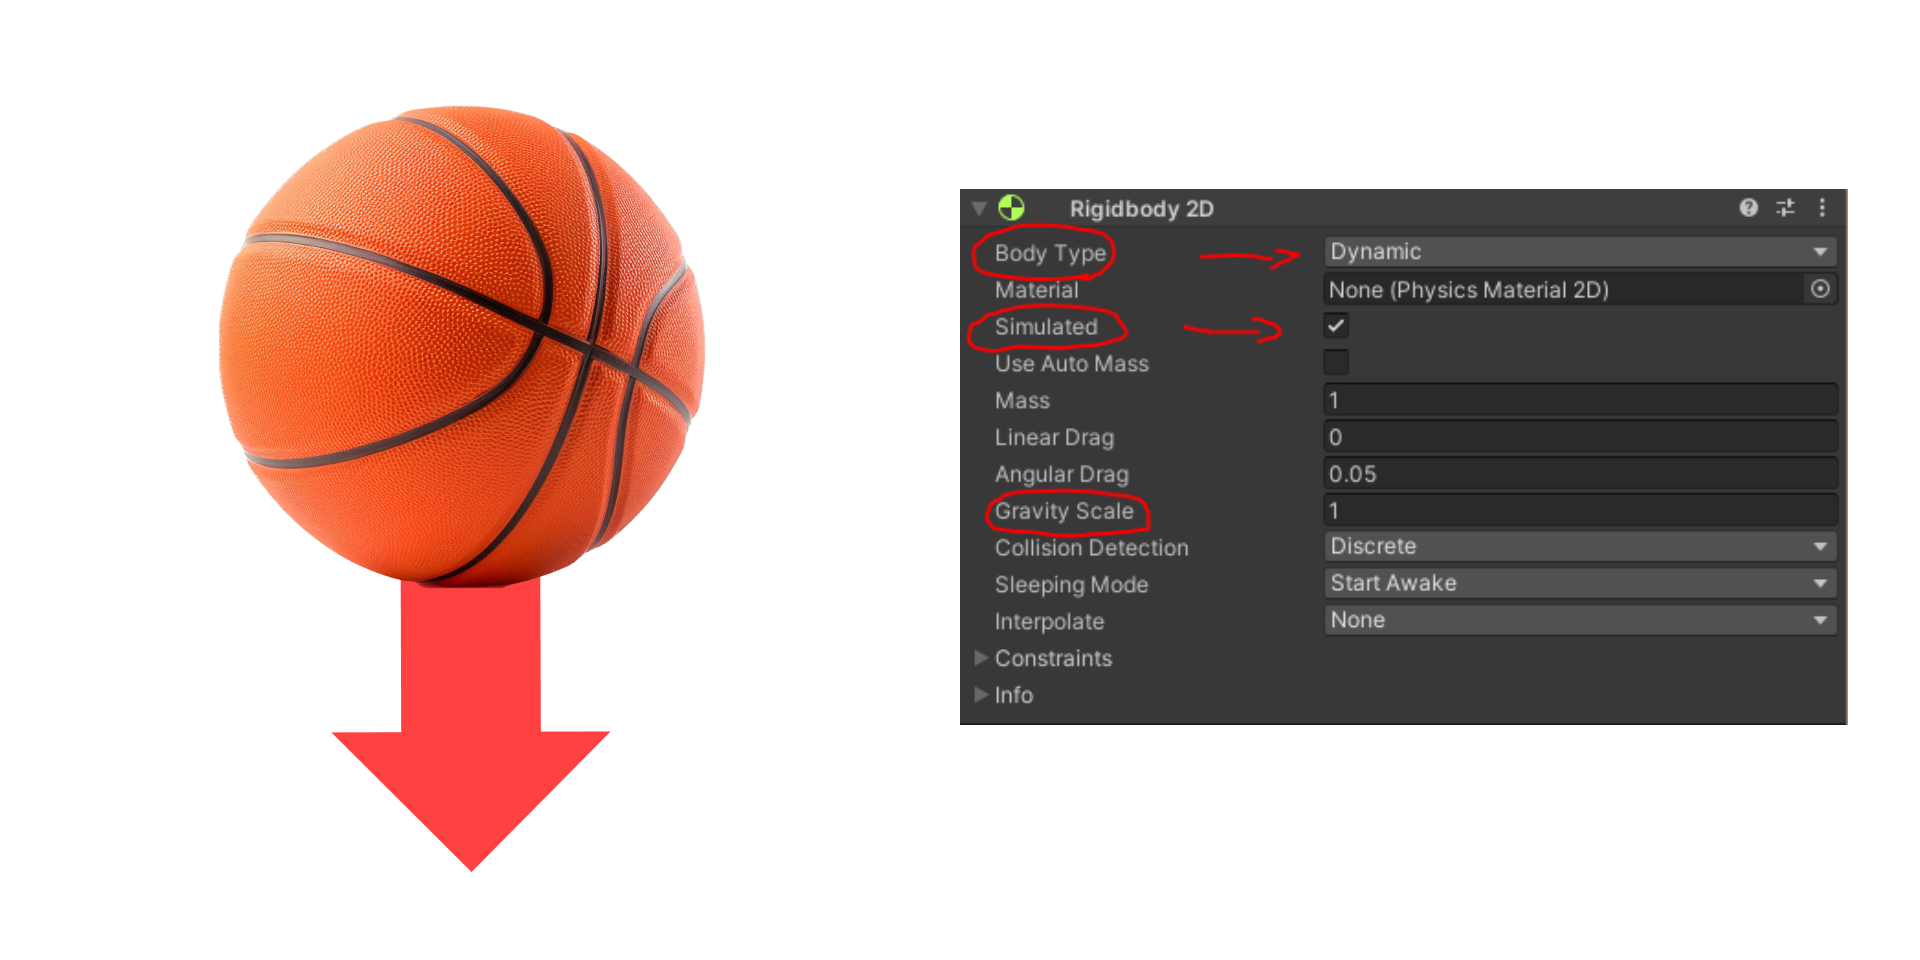 Rigidbody 2D
Body Type Dynamic
Material None (Physics Material 2D)
Simulated
Use Auto Mass
Mass 1
Linear Drag 0
Angular Drag 0.05
Gravity Scale 1
Collision Detection Discrete
Sleeping Mode Start Awake
Interpolate None
Constraints
Info